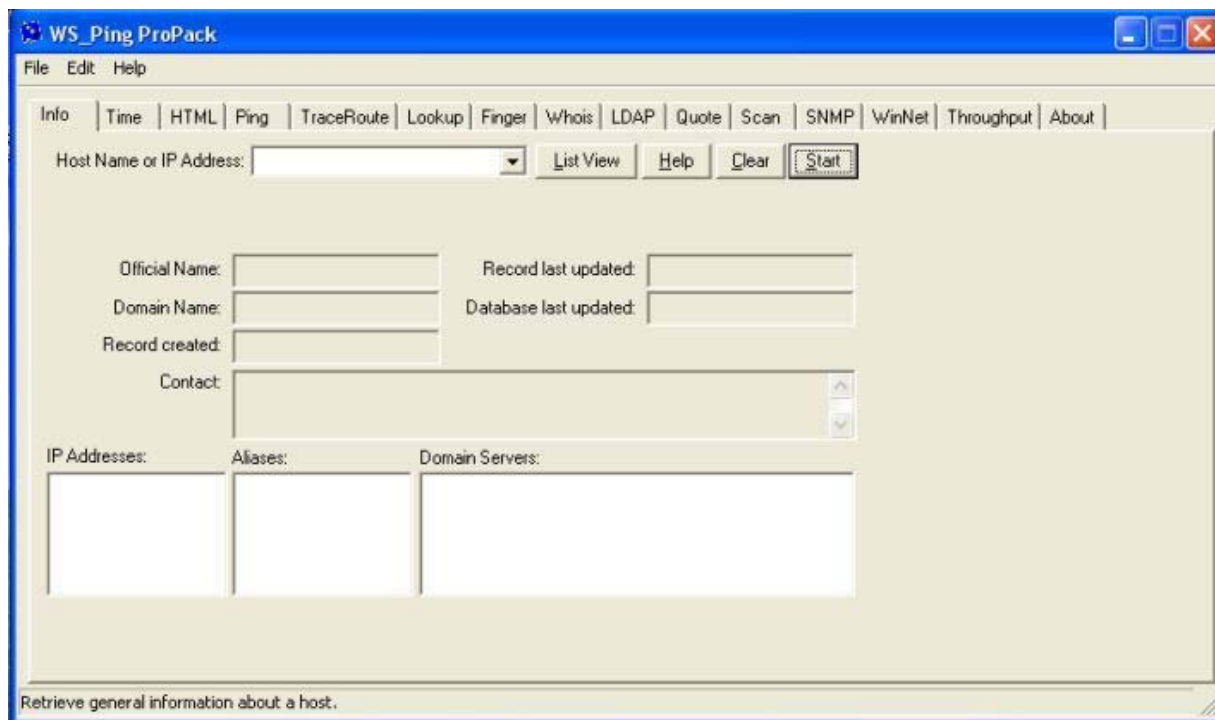 WS_Ping ProPack
File Edit Help
Info Time HTML Ping TraceRoute Lookup Finger Whois LDAP Quote Scan SNMP WinNet Throughput About
Host Name or IP Address: List View Help Clear Start
Official Name: Record last updated:
Domain Name: Database last updated:
Record created:
Contact:
IP Addresses: Aliases: Domain Servers:
Retrieve general information about a host.